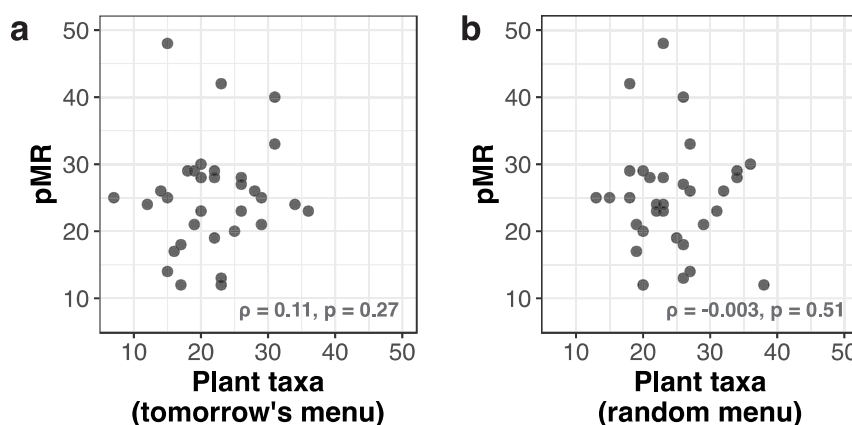 a
50
40
30
20
10
pMR
ρ = 0.11, p = 0.27
10 20 30 40 50
Plant taxa
(tomorrow's menu)
b
50
40
30
20
10
pMR
ρ = -0.003, p = 0.51
10 20 30 40 50
Plant taxa
(random menu)